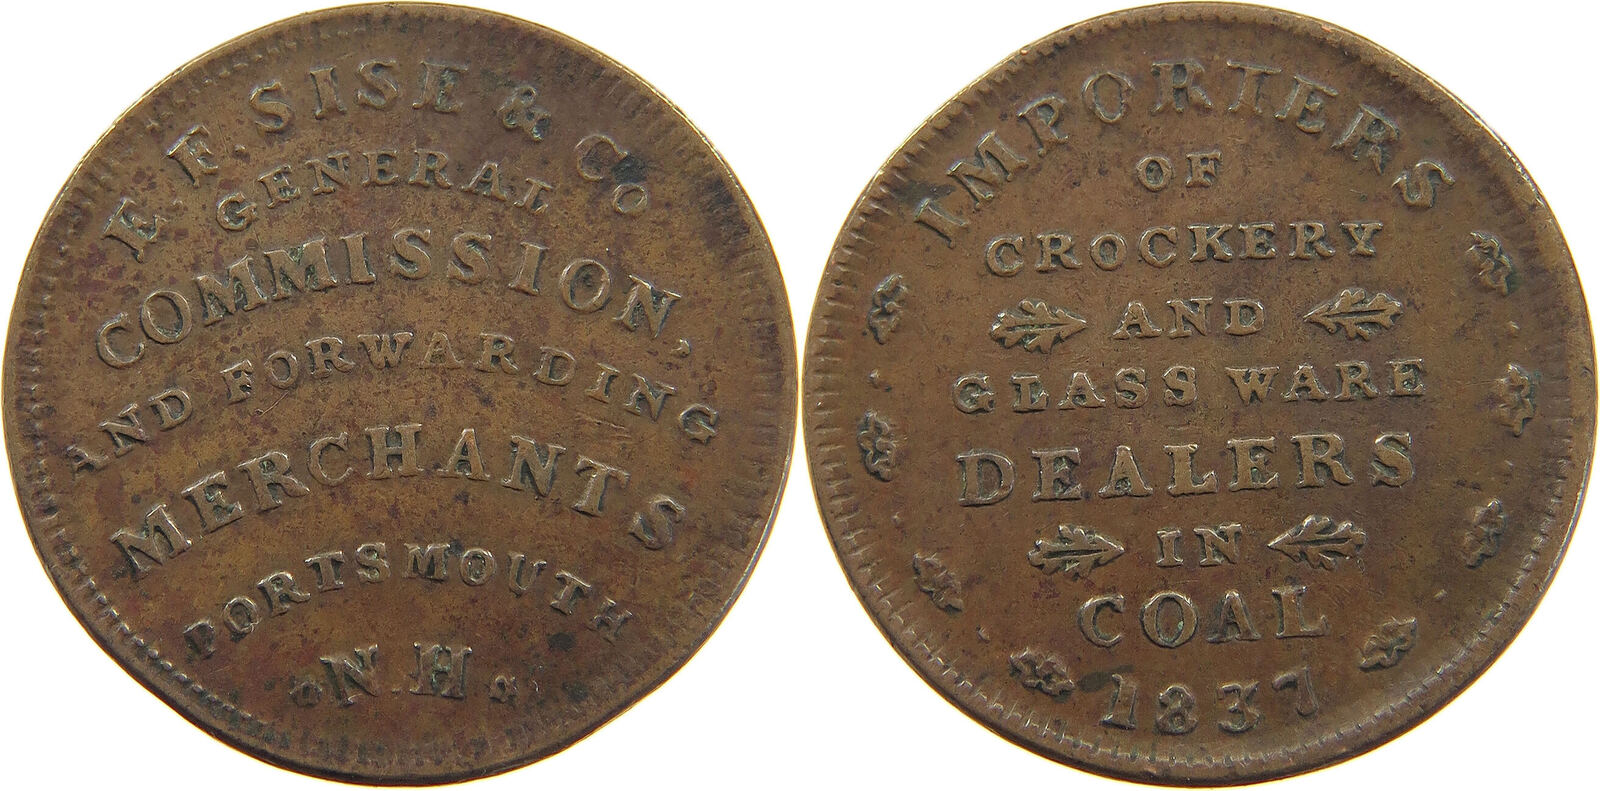 E. F. SISE & Co
GENERAL
COMMISSION,
AND FORWARDING
MERCHANTS
PORTSMOUTH
N.H.
IMPORTERS
OF
CROCKERY
AND
GLASS WARE
DEALERS
IN
COAL
1837